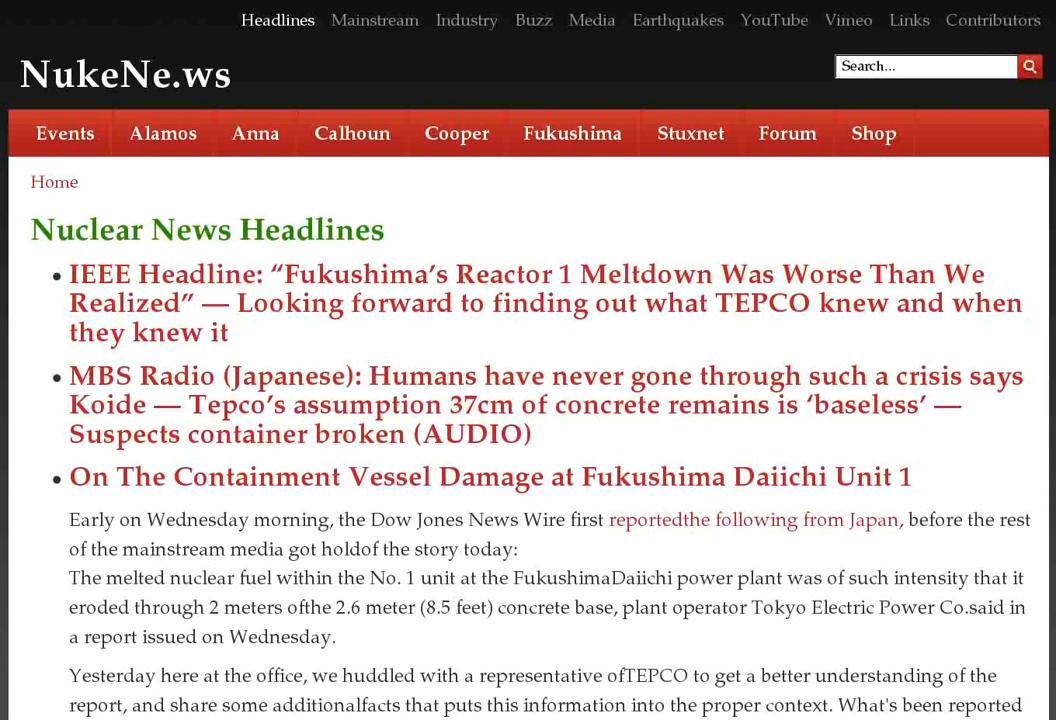 Headlines Mainstream Industry Buzz Media Earthquakes YouTube Vimeo Links Contributors
NukeNe.ws
Search...
Events Alamos Anna Calhoun Cooper Fukushima Stuxnet Forum Shop
Home
Nuclear News Headlines
• IEEE Headline: “Fukushima’s Reactor 1 Meltdown Was Worse Than We
Realized” — Looking forward to finding out what TEPCO knew and when
they knew it
• MBS Radio (Japanese): Humans have never gone through such a crisis says
Koide — Tepco’s assumption 37cm of concrete remains is ‘baseless’ —
Suspects container broken (AUDIO)
• On The Containment Vessel Damage at Fukushima Daiichi Unit 1
Early on Wednesday morning, the Dow Jones News Wire first reportedthe following from Japan, before the rest
of the mainstream media got holdof the story today:
The melted nuclear fuel within the No. 1 unit at the FukushimaDaiichi power plant was of such intensity that it
eroded through 2 meters ofthe 2.6 meter (8.5 feet) concrete base, plant operator Tokyo Electric Power Co.said in
a report issued on Wednesday.
Yesterday here at the office, we huddled with a representative ofTEPCO to get a better understanding of the
report, and share some additionalfacts that puts this information into the proper context. What's been reported